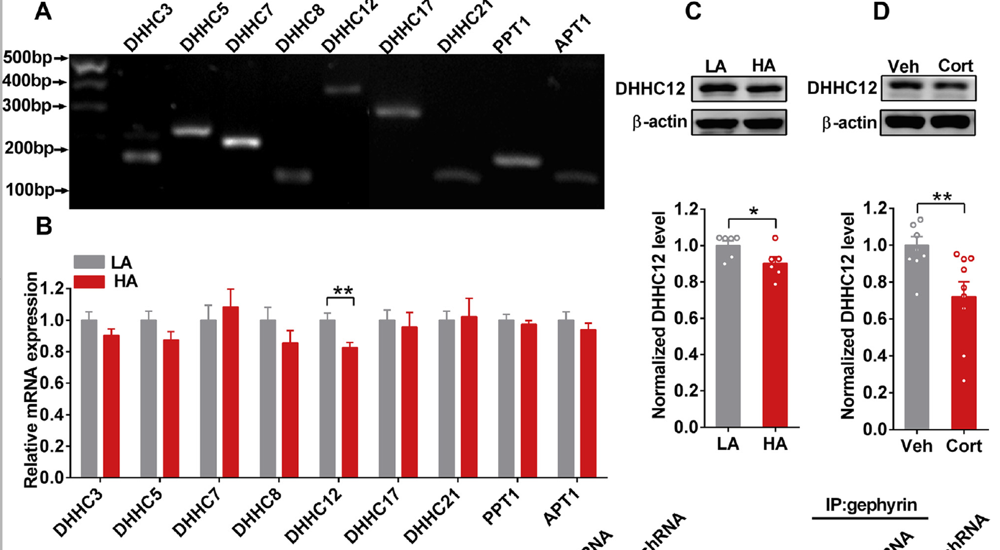 A
DHHC3
DHHC5
DHHC7
DHHC8
DHHC12
DHHC17
DHHC21
PPT1
APT1
500bp
400bp
300bp
200bp
100bp
B
LA
HA
**
Relative mRNA expression
1.2
1.0
0.8
0.6
0.4
0.2
0.0
DHHC3
DHHC5
DHHC7
DHHC8
DHHC12
DHHC17
DHHC21
PPT1
APT1
C
LA HA
DHHC12
β-actin
*
Normalized DHHC12 level
1.2
1.0
0.8
0.6
0.4
0.2
0.0
LA HA
D
Veh Cort
DHHC12
β-actin
**
Normalized DHHC12 level
1.2
1.0
0.8
0.6
0.4
0.2
0.0
Veh Cort
IP:gephyrin